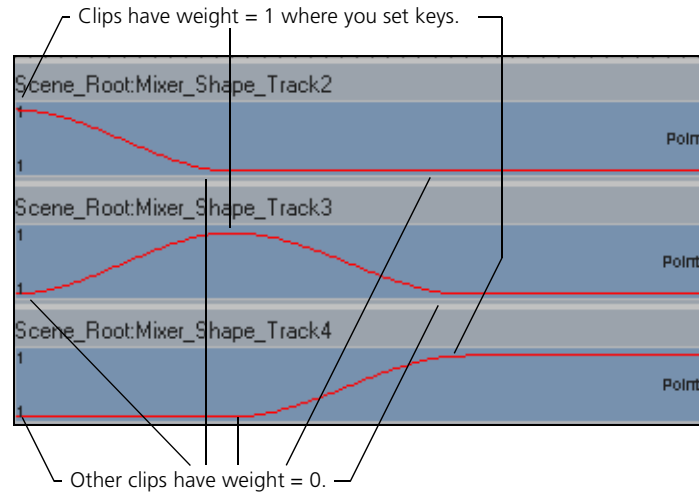 Clips have weight = 1 where you set keys.
Scene_Root:Mixer_Shape_Track2
1
Poin
1
Scene_Root:Mixer_Shape_Track3
1
Point
1
Scene_Root:Mixer_Shape_Track4
1
Point
1
Other clips have weight = 0.